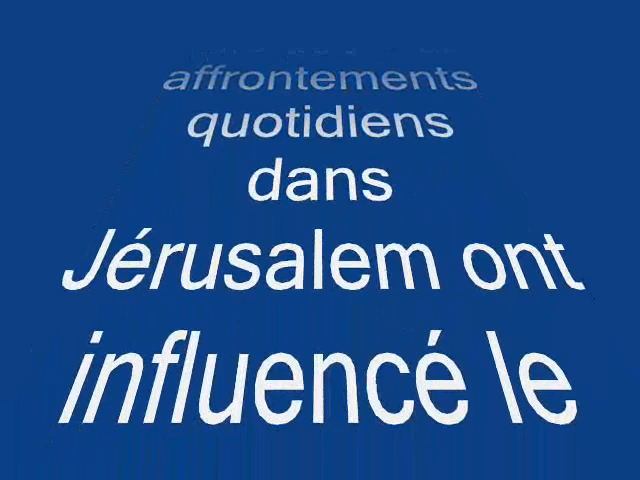 affrontements
quotidiens
dans
Jérusalem ont
influencé le